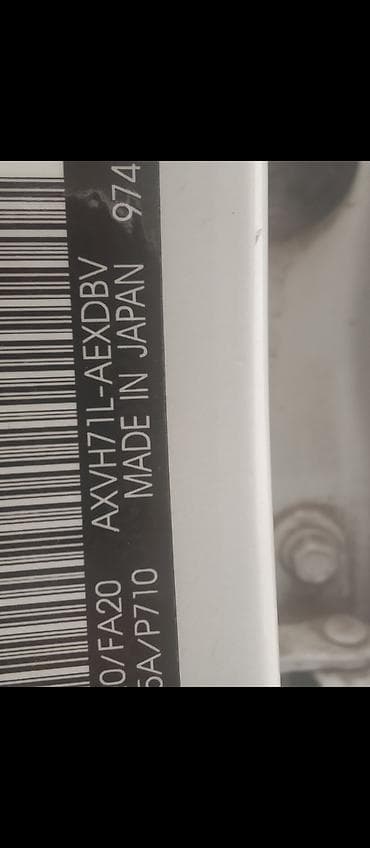 0/FA20 AXVH71L-AEXDBV
5A/P710 MADE IN JAPAN 974